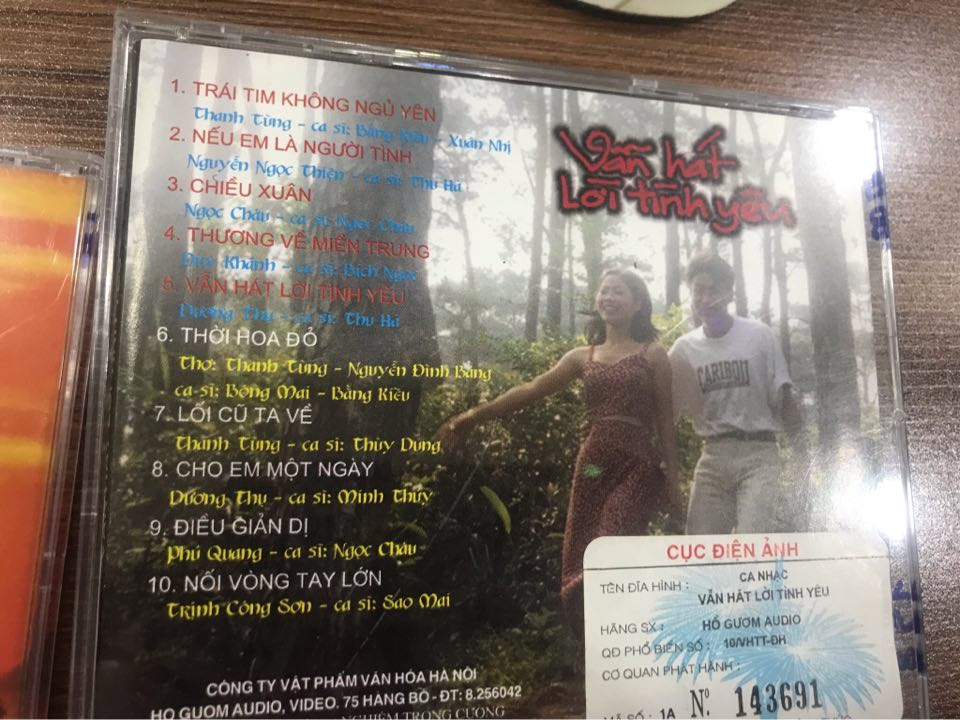 1. TRÁI TIM KHÔNG NGỦ YÊN
Thanh Tùng - ca sĩ: Bằng Kiều - Xuân Nhị
2. NẾU EM LÀ NGƯỜI TÌNH
Nguyễn Ngọc Thiện - ca sĩ: Thu Hà
3. CHIỀU XUÂN
Ngọc Châu - ca sĩ: Ngọc Châu
4. THƯƠNG VỀ MIỀN TRUNG
Duy Khánh - ca sĩ: Bích Ngọc
5. VẪN HÁT LỜI TÌNH YÊU
Dương Thụ - ca sĩ: Thu Hà
6. THỜI HOA ĐỎ
Thơ: Thanh Tùng - Nguyễn Đình Bảng
ca sĩ: Bông Mai - Bằng Kiều
7. LỐI CŨ TA VỀ
Thanh Tùng - ca sĩ: Thùy Dung
8. CHO EM MỘT NGÀY
Dương Thụ - ca sĩ: Minh Thủy
9. ĐIỀU GIẢN DỊ
Phú Quang - ca sĩ: Ngọc Châu
10. NỐI VÒNG TAY LỚN
Trịnh Công Sơn - ca sĩ: Sao Mai
Vẫn hát
Lời tình yêu
CARIBOU
CÔNG TY VẬT PHẨM VĂN HÓA HÀ NỘI
HO GUOM AUDIO, VIDEO. 75 HÀNG BỒ - ĐT: 8.256042
NGHIÊM TRỌNG CƯỜNG
CỤC ĐIỆN ẢNH
TÊN ĐĨA HÌNH : CA NHẠC
VẪN HÁT LỜI TÌNH YÊU
HÃNG SX : HỒ GƯƠM AUDIO
QĐ PHỔ BIẾN SỐ : 10/VHTT-ĐH
CƠ QUAN PHÁT HÀNH :
MÃ SỐ : 1A Nº: 143691